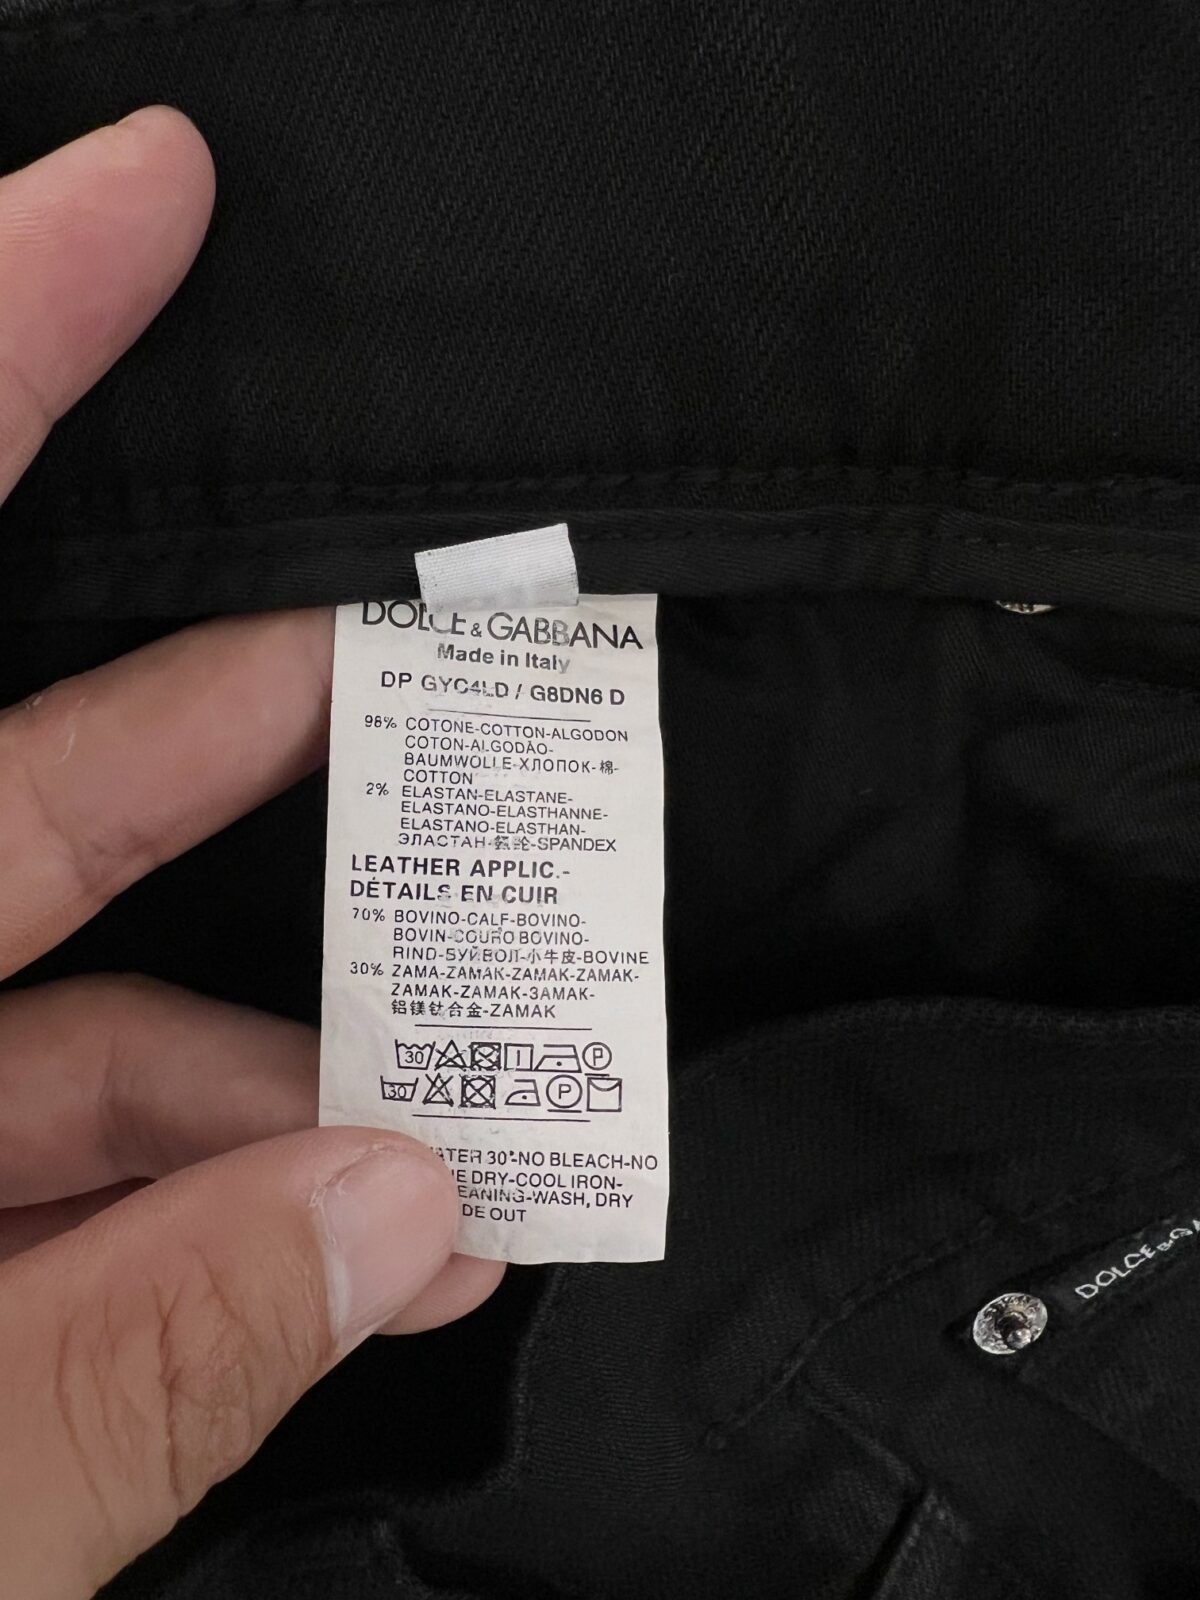 DOLCE & GABBANA
Made in Italy
DP GYC4LD / G8DN6 D
98% COTONE-COTTON-ALGODON
COTON-ALGODÃO-
BAUMWOLLE-ХЛОПОК-棉-
COTTON
2% ELASTAN-ELASTANE-
ELASTANO-ELASTHANNE-
ELASTANO-ELASTHAN-
ЭЛАСТАН-氨纶-SPANDEX
LEATHER APPLIC.-
DÉTAILS EN CUIR
70% BOVINO-CALF-BOVINO-
BOVIN-COURO BOVINO-
RIND-БУЙВОЛ-小牛皮-BOVINE
30% ZAMA-ZAMAK-ZAMAK-ZAMAK-
ZAMAK-ZAMAK-ЗАМАК-
铝镁钛合金-ZAMAK
30 P
30 P
ATER 30°-NO BLEACH-NO
E DRY-COOL IRON-
EANING-WASH, DRY
DE OUT
DOLCE & GA